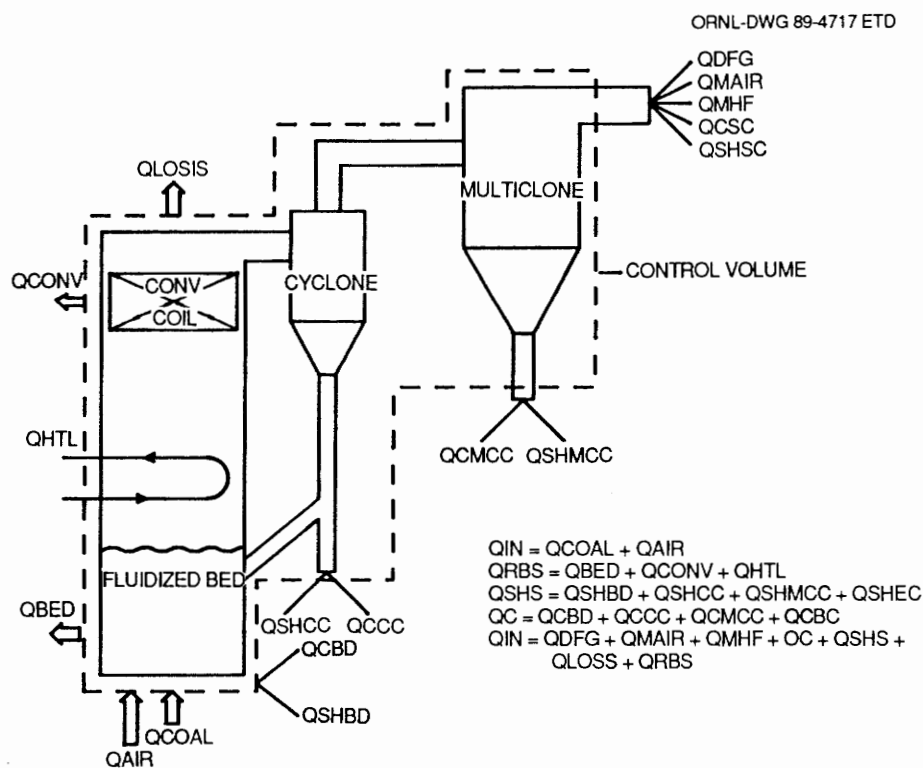 ORNL-DWG 89-4717 ETD
QDFG
QMAIR
QMHF
QCSC
QSHSC
QLOSIS
MULTICLONE
QCONV
CONV
COIL
CYCLONE
CONTROL VOLUME
QHTL
QCMCC QSHMCC
FLUIDIZED BED
QBED
QSHCC QCCC
QCBD
QSHBD
QCOAL
QAIR
QIN = QCOAL + QAIR
QRBS = QBED + QCONV + QHTL
QSHS = QSHBD + QSHCC + QSHMCC + QSHEC
QC = QCBD + QCCC + QCMCC + QCBC
QIN = QDFG + QMAIR + QMHF + OC + QSHS +
QLOSS + QRBS